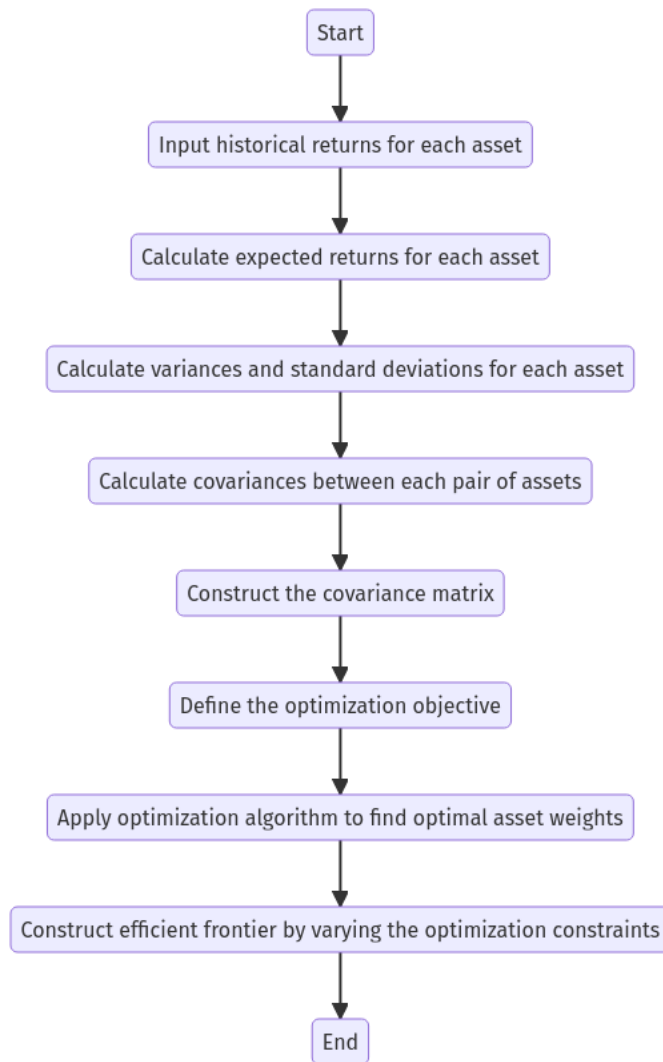 Start
Input historical returns for each asset
Calculate expected returns for each asset
Calculate variances and standard deviations for each asset
Calculate covariances between each pair of assets
Construct the covariance matrix
Define the optimization objective
Apply optimization algorithm to find optimal asset weights
Construct efficient frontier by varying the optimization constraints
End